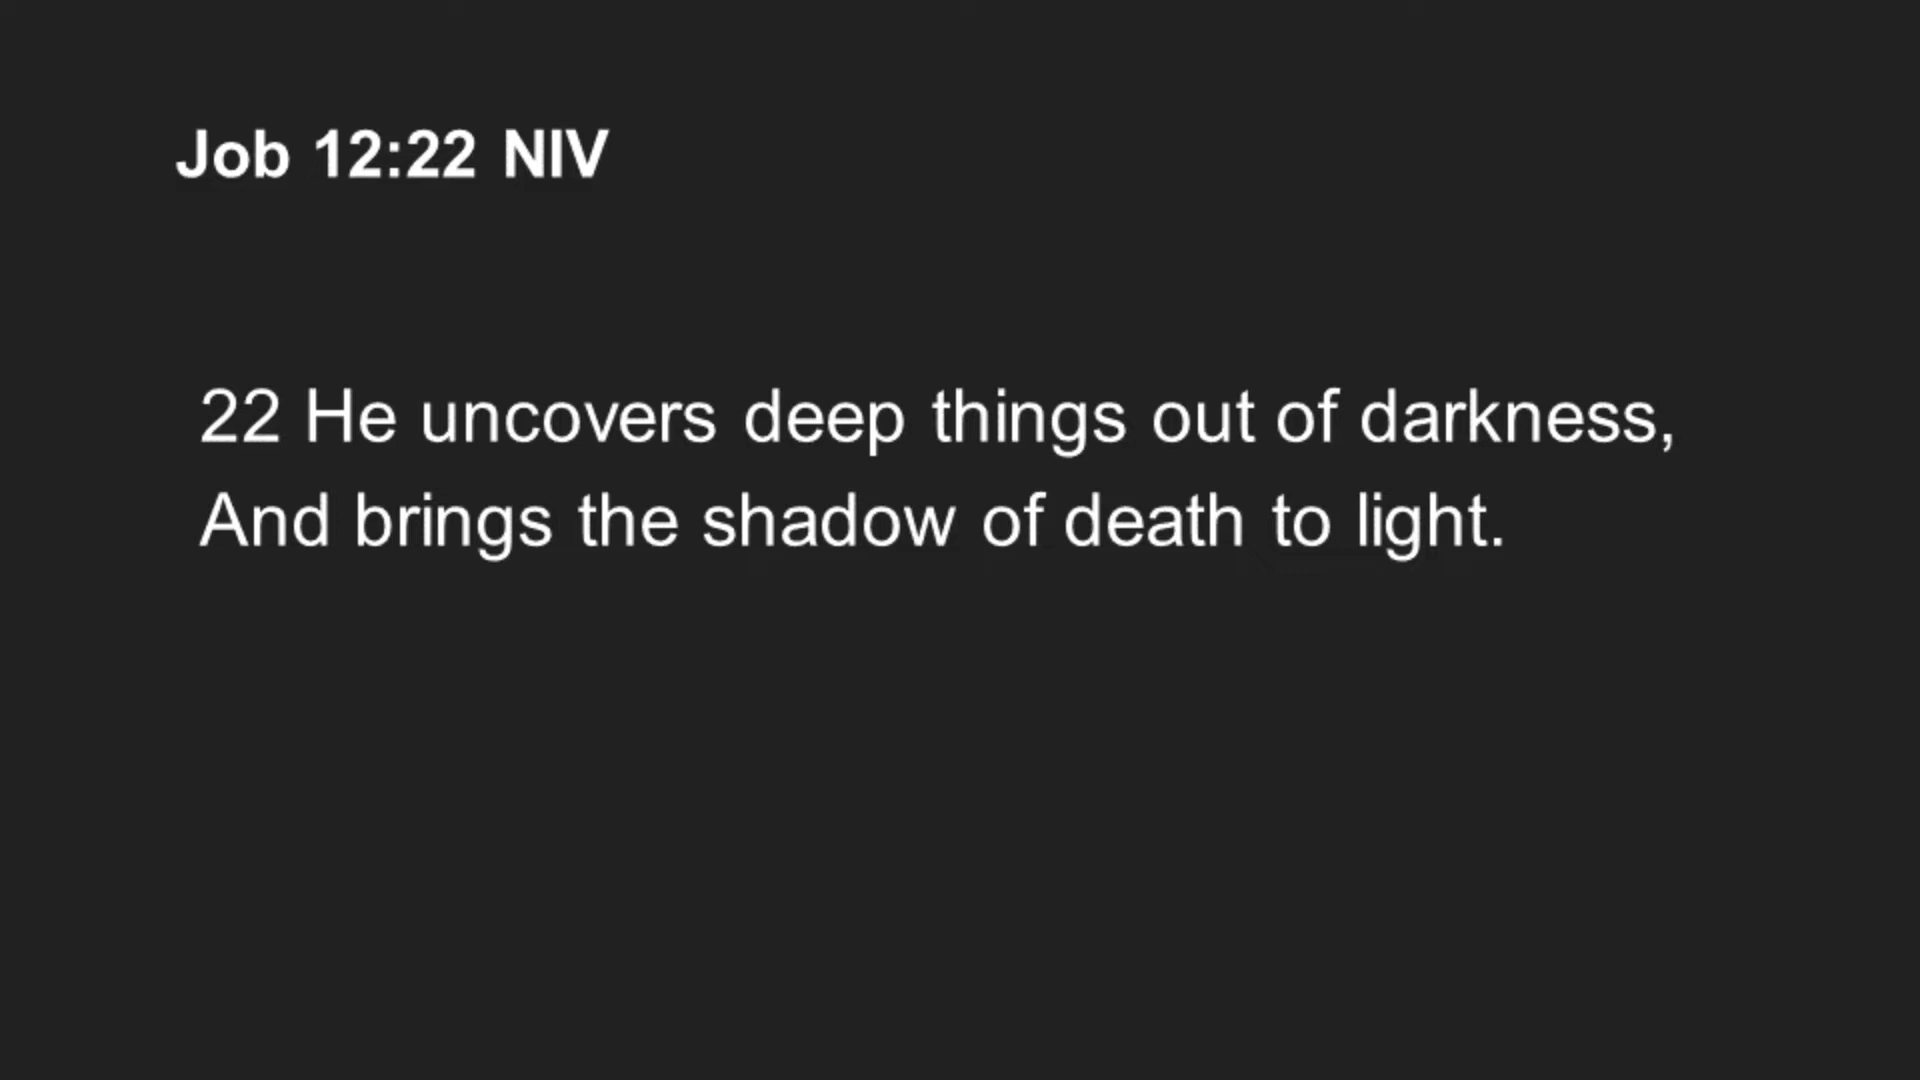 Job 12:22 NIV
22 He uncovers deep things out of darkness,
And brings the shadow of death to light.